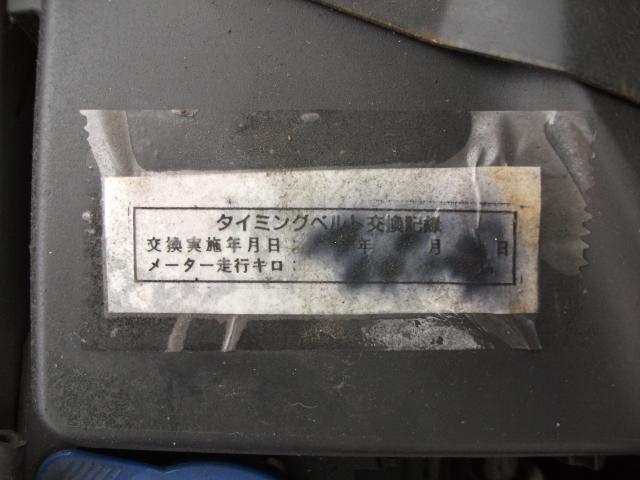 タイミングベルト交換記録
交換実施年月日： 年 月 日
メーター走行キロ：